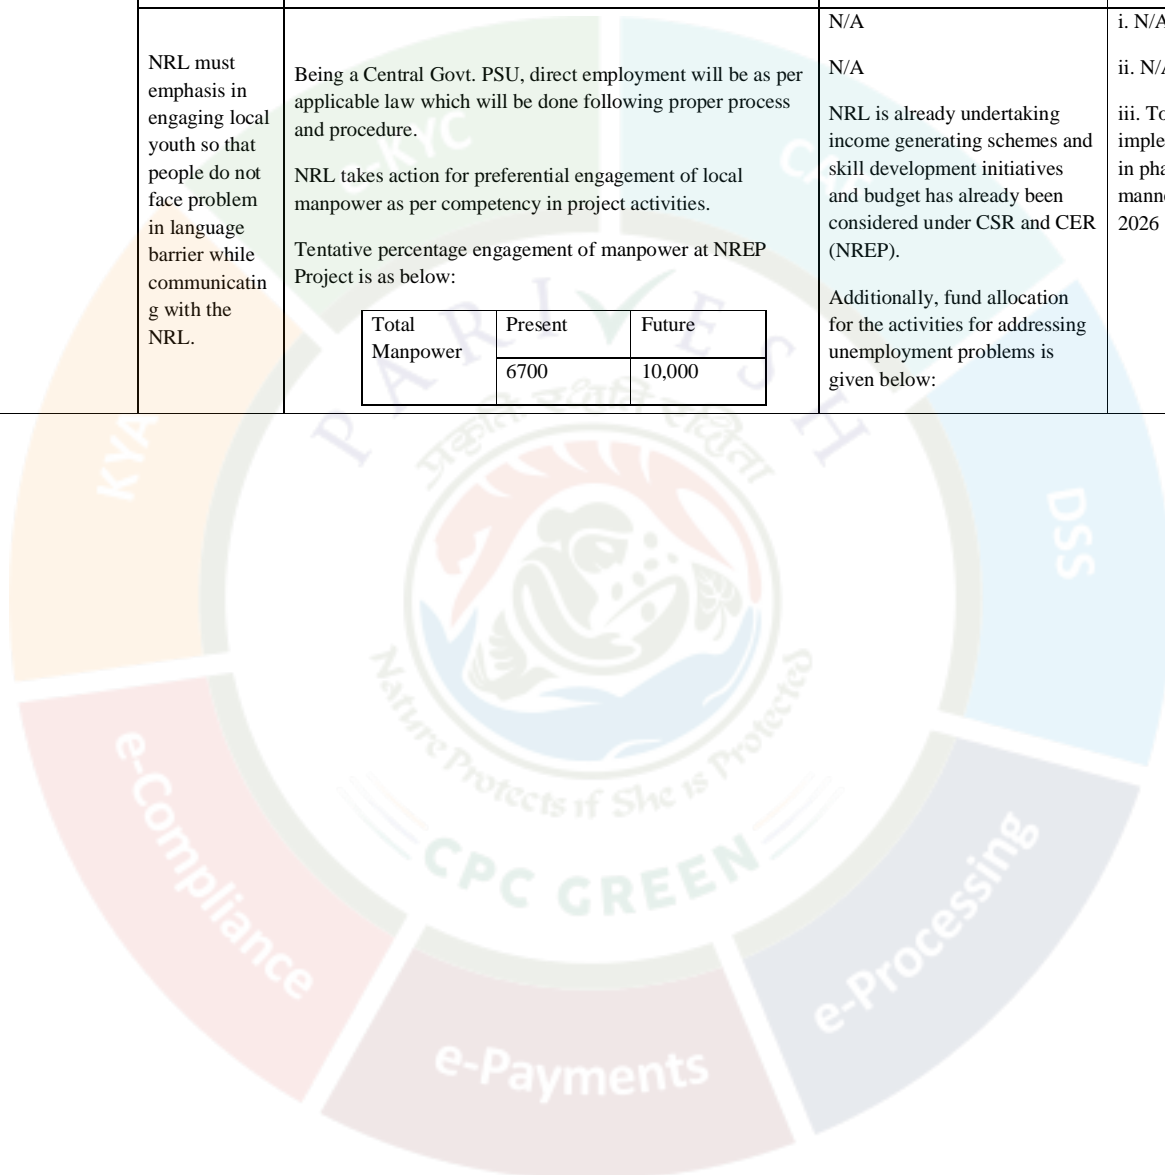 NRL must
emphasis in
engaging local
youth so that
people do not
face problem
in language
barrier while
communicatin
g with the
NRL.
Being a Central Govt. PSU, direct employment will be as per
applicable law which will be done following proper process
and procedure.
NRL takes action for preferential engagement of local
manpower as per competency in project activities.
Tentative percentage engagement of manpower at NREP
Project is as below:
Total
Manpower
Present
Future
6700
10,000
N/A
N/A
NRL is already undertaking
income generating schemes and
skill development initiatives
and budget has already been
considered under CSR and CER
(NREP).
Additionally, fund allocation
for the activities for addressing
unemployment problems is
given below:
i. N/A
ii. N/
iii. To
imple
in pha
mann
2026
e-KYC
KYA
DSS
PARIVESH
Nature Protects if She is Protected
CPC GREEN
e-Compliance
e-Payments
e-Processing